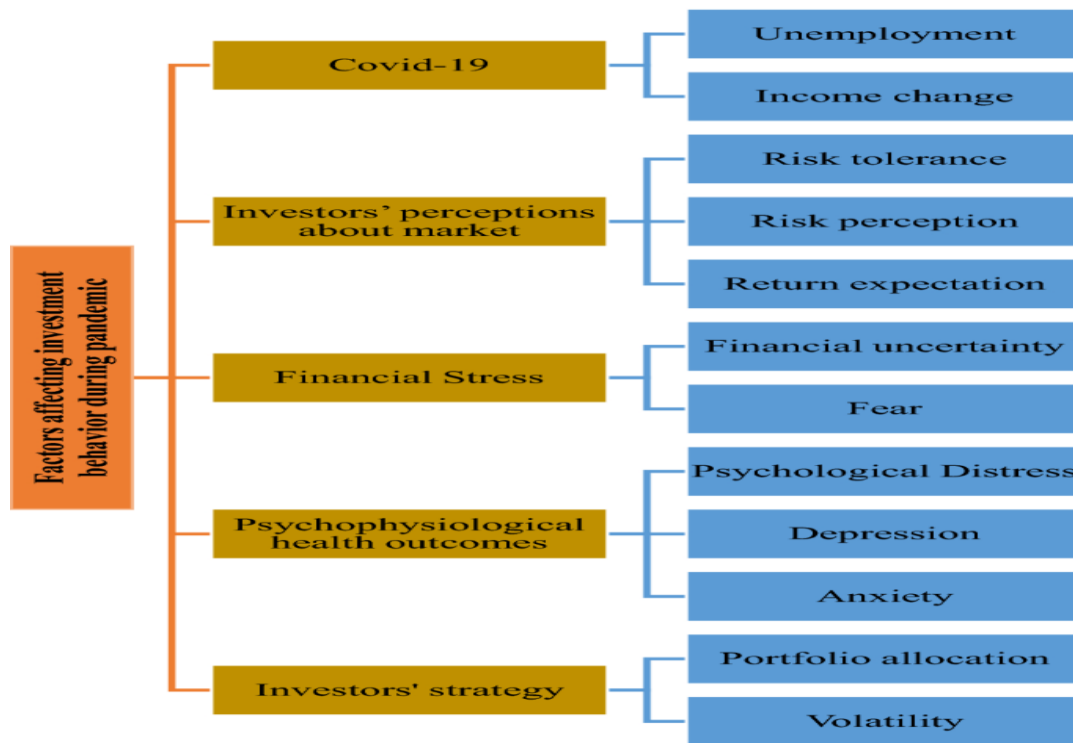 Factors affecting investment
behavior during pandemic
Covid-19
Unemployment
Income change
Investors’ perceptions
about market
Risk tolerance
Risk perception
Return expectation
Financial Stress
Financial uncertainty
Fear
Psychophysiological
health outcomes
Psychological Distress
Depression
Anxiety
Investors' strategy
Portfolio allocation
Volatility